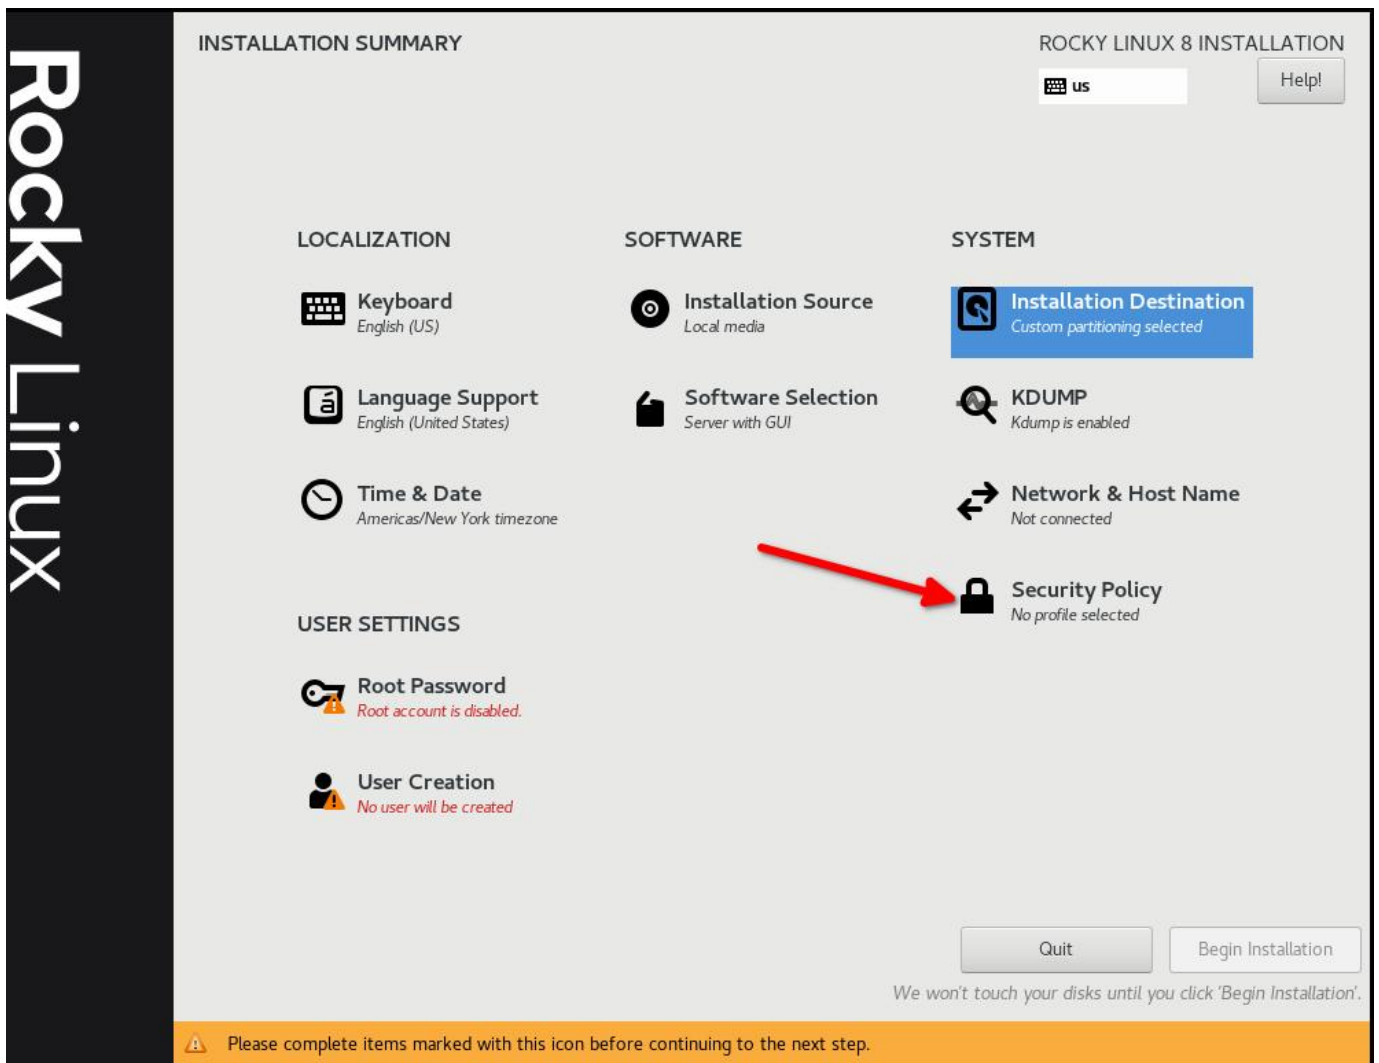 Rocky Linux
INSTALLATION SUMMARY
ROCKY LINUX 8 INSTALLATION
us
Help!
LOCALIZATION
Keyboard
English (US)
Language Support
English (United States)
Time & Date
Americas/New York timezone
SOFTWARE
Installation Source
Local media
Software Selection
Server with GUI
SYSTEM
Installation Destination
Custom partitioning selected
KDUMP
Kdump is enabled
Network & Host Name
Not connected
Security Policy
No profile selected
USER SETTINGS
Root Password
Root account is disabled.
User Creation
No user will be created
Quit
Begin Installation
We won't touch your disks until you click 'Begin Installation'.
Please complete items marked with this icon before continuing to the next step.